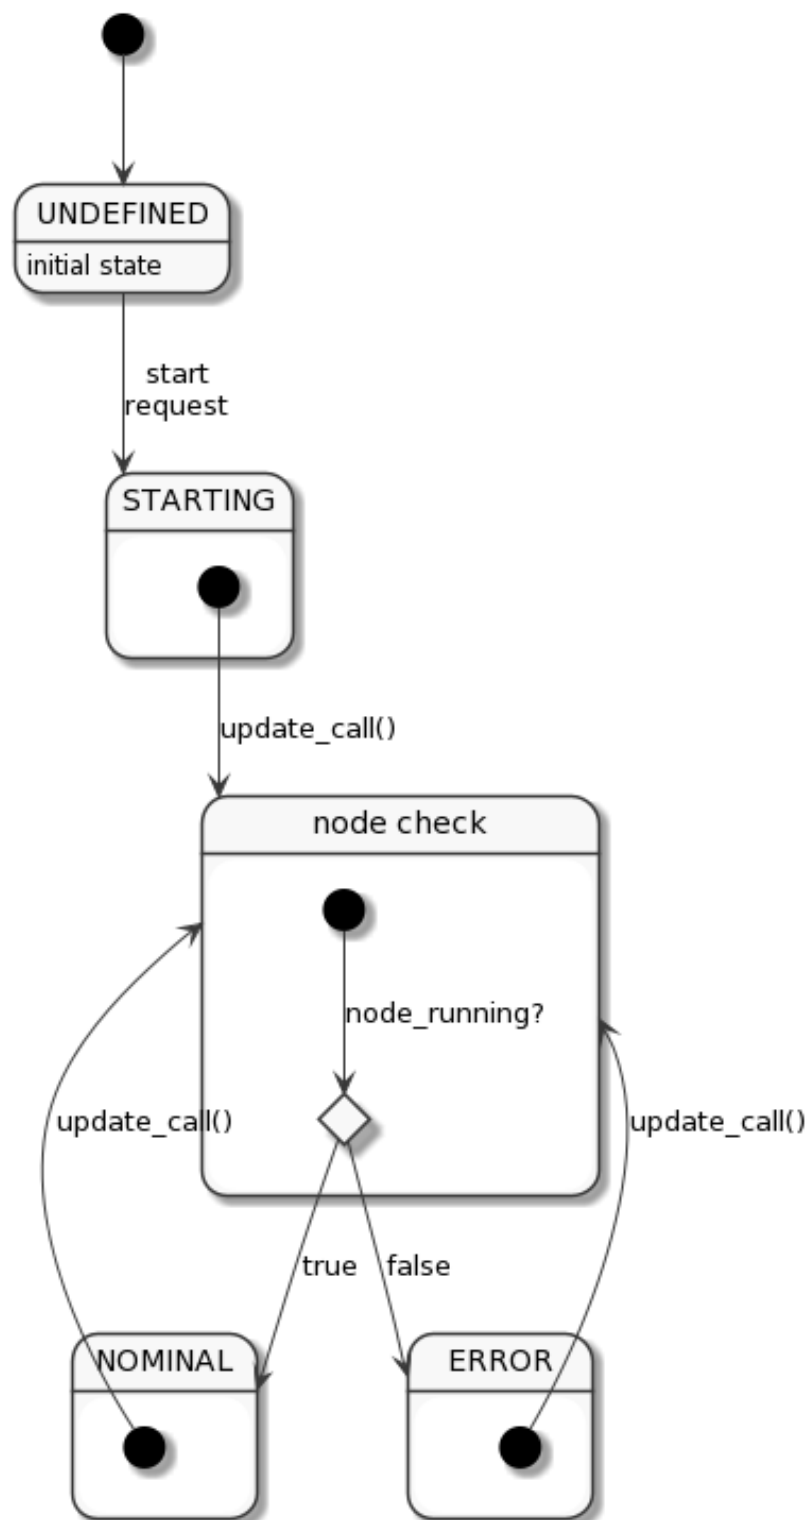 UNDEFINED
initial state
start
request
STARTING
update_call()
node check
node_running?
update_call()
update_call()
true
false
NOMINAL
ERROR